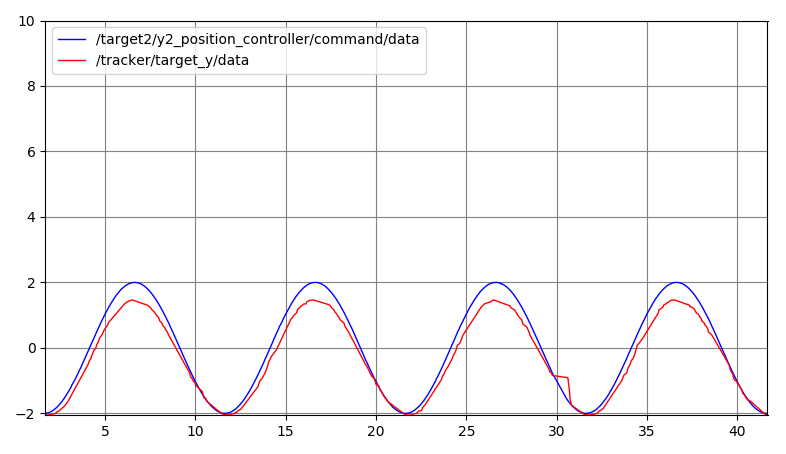 /target2/y2_position_controller/command/data
/tracker/target_y/data
10
8
6
4
2
0
−2
5 10 15 20 25 30 35 40